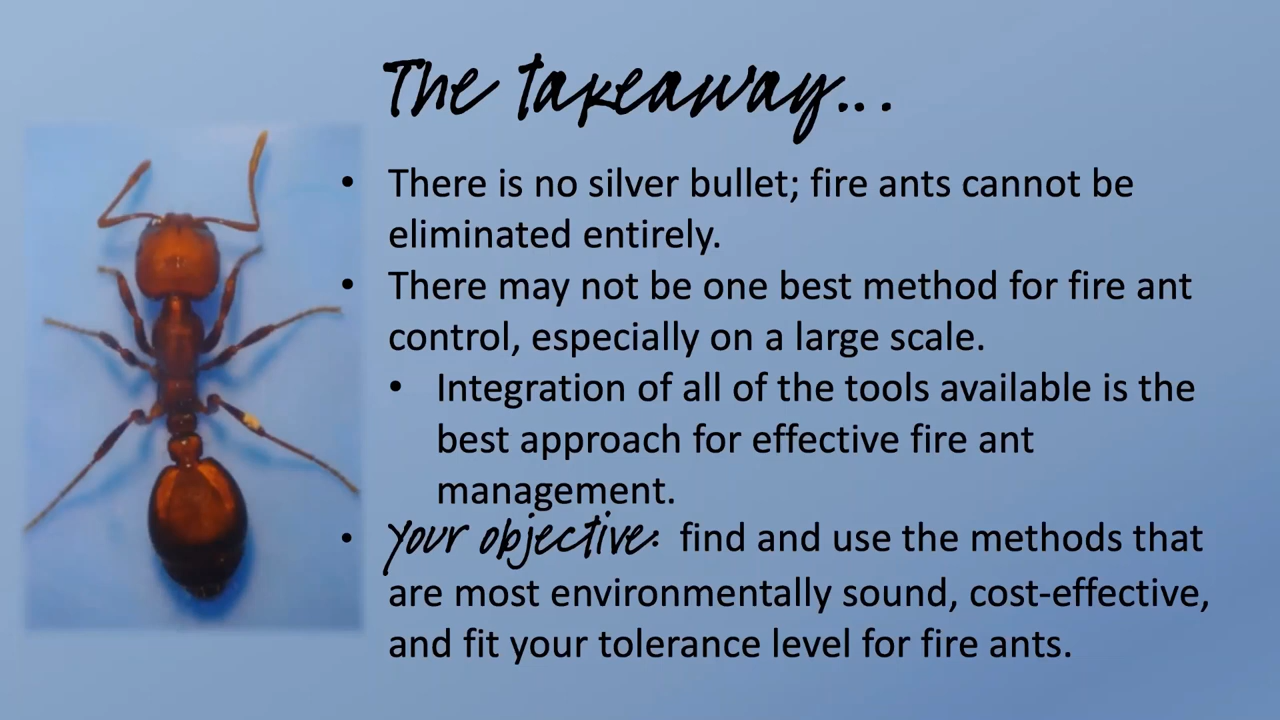 The takeaway...
• There is no silver bullet; fire ants cannot be
eliminated entirely.
• There may not be one best method for fire ant
control, especially on a large scale.
• Integration of all of the tools available is the
best approach for effective fire ant
management.
• Your objective: find and use the methods that
are most environmentally sound, cost-effective,
and fit your tolerance level for fire ants.